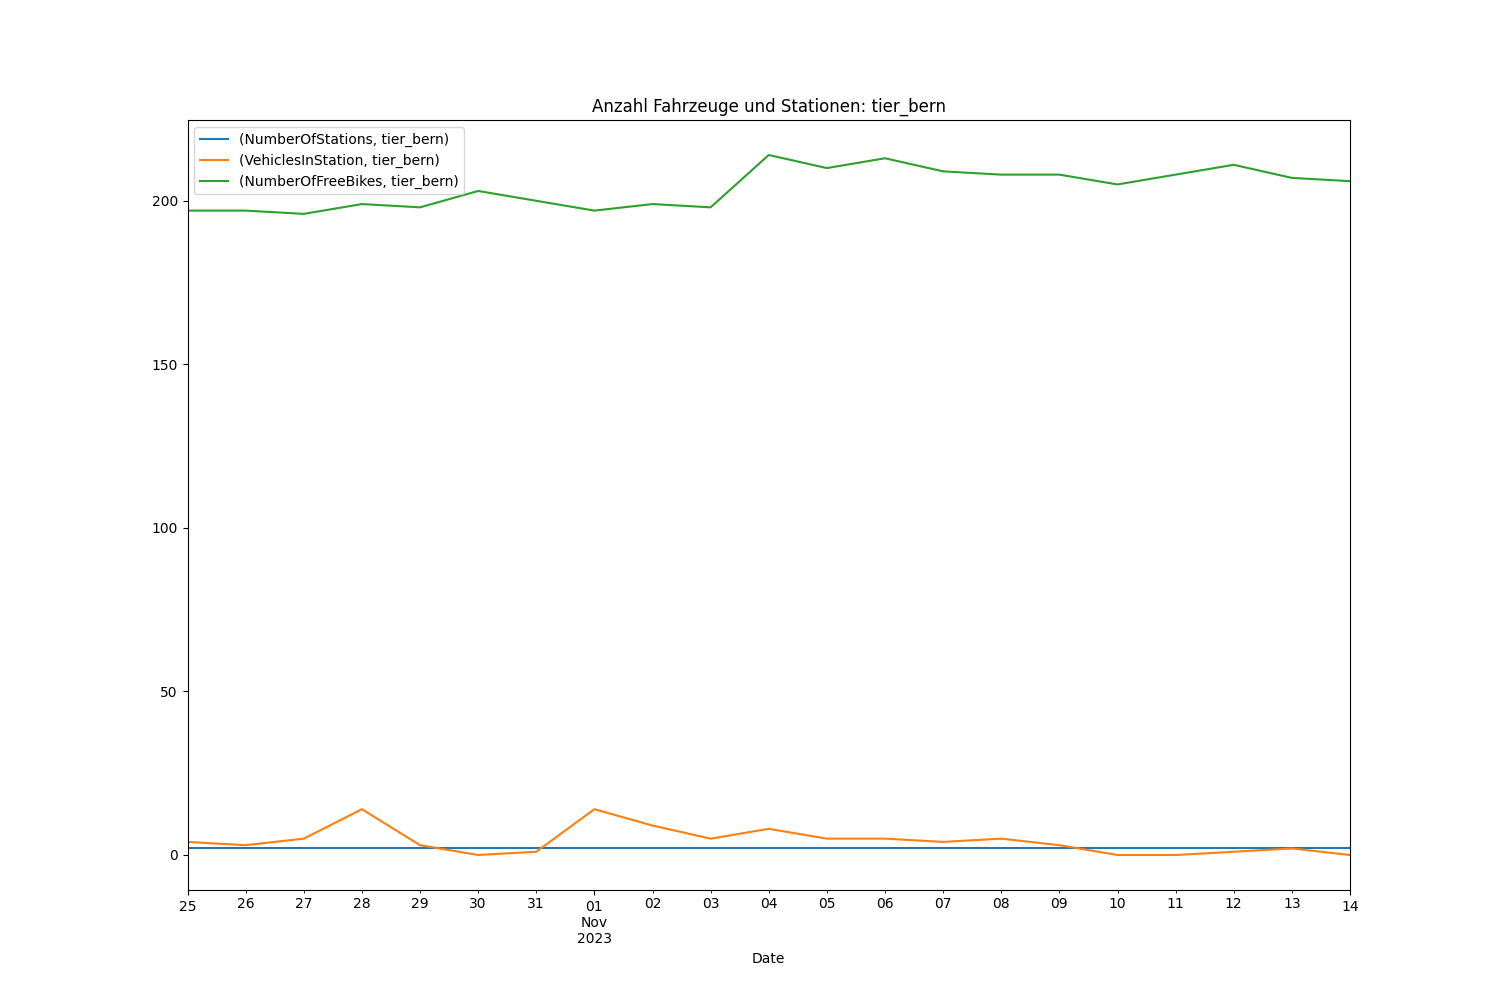 Anzahl Fahrzeuge und Stationen: tier_bern
(NumberOfStations, tier_bern)
(VehiclesInStation, tier_bern)
(NumberOfFreeBikes, tier_bern)
200
150
100
50
0
25 26 27 28 29 30 31 01 02 03 04 05 06 07 08 09 10 11 12 13 14
Nov
2023
Date